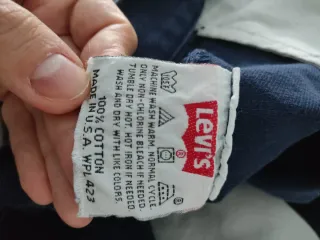 Levi's
®
MACHINE WASH WARM, NORMAL CYCLE.
ONLY NON-CHLORINE BLEACH IF NEEDED.
TUMBLE DRY HOT. HOT IRON IF NEEDED
WASH AND DRY WITH LIKE COLORS.
100% COTTON
MADE IN U.S.A. WPL 423